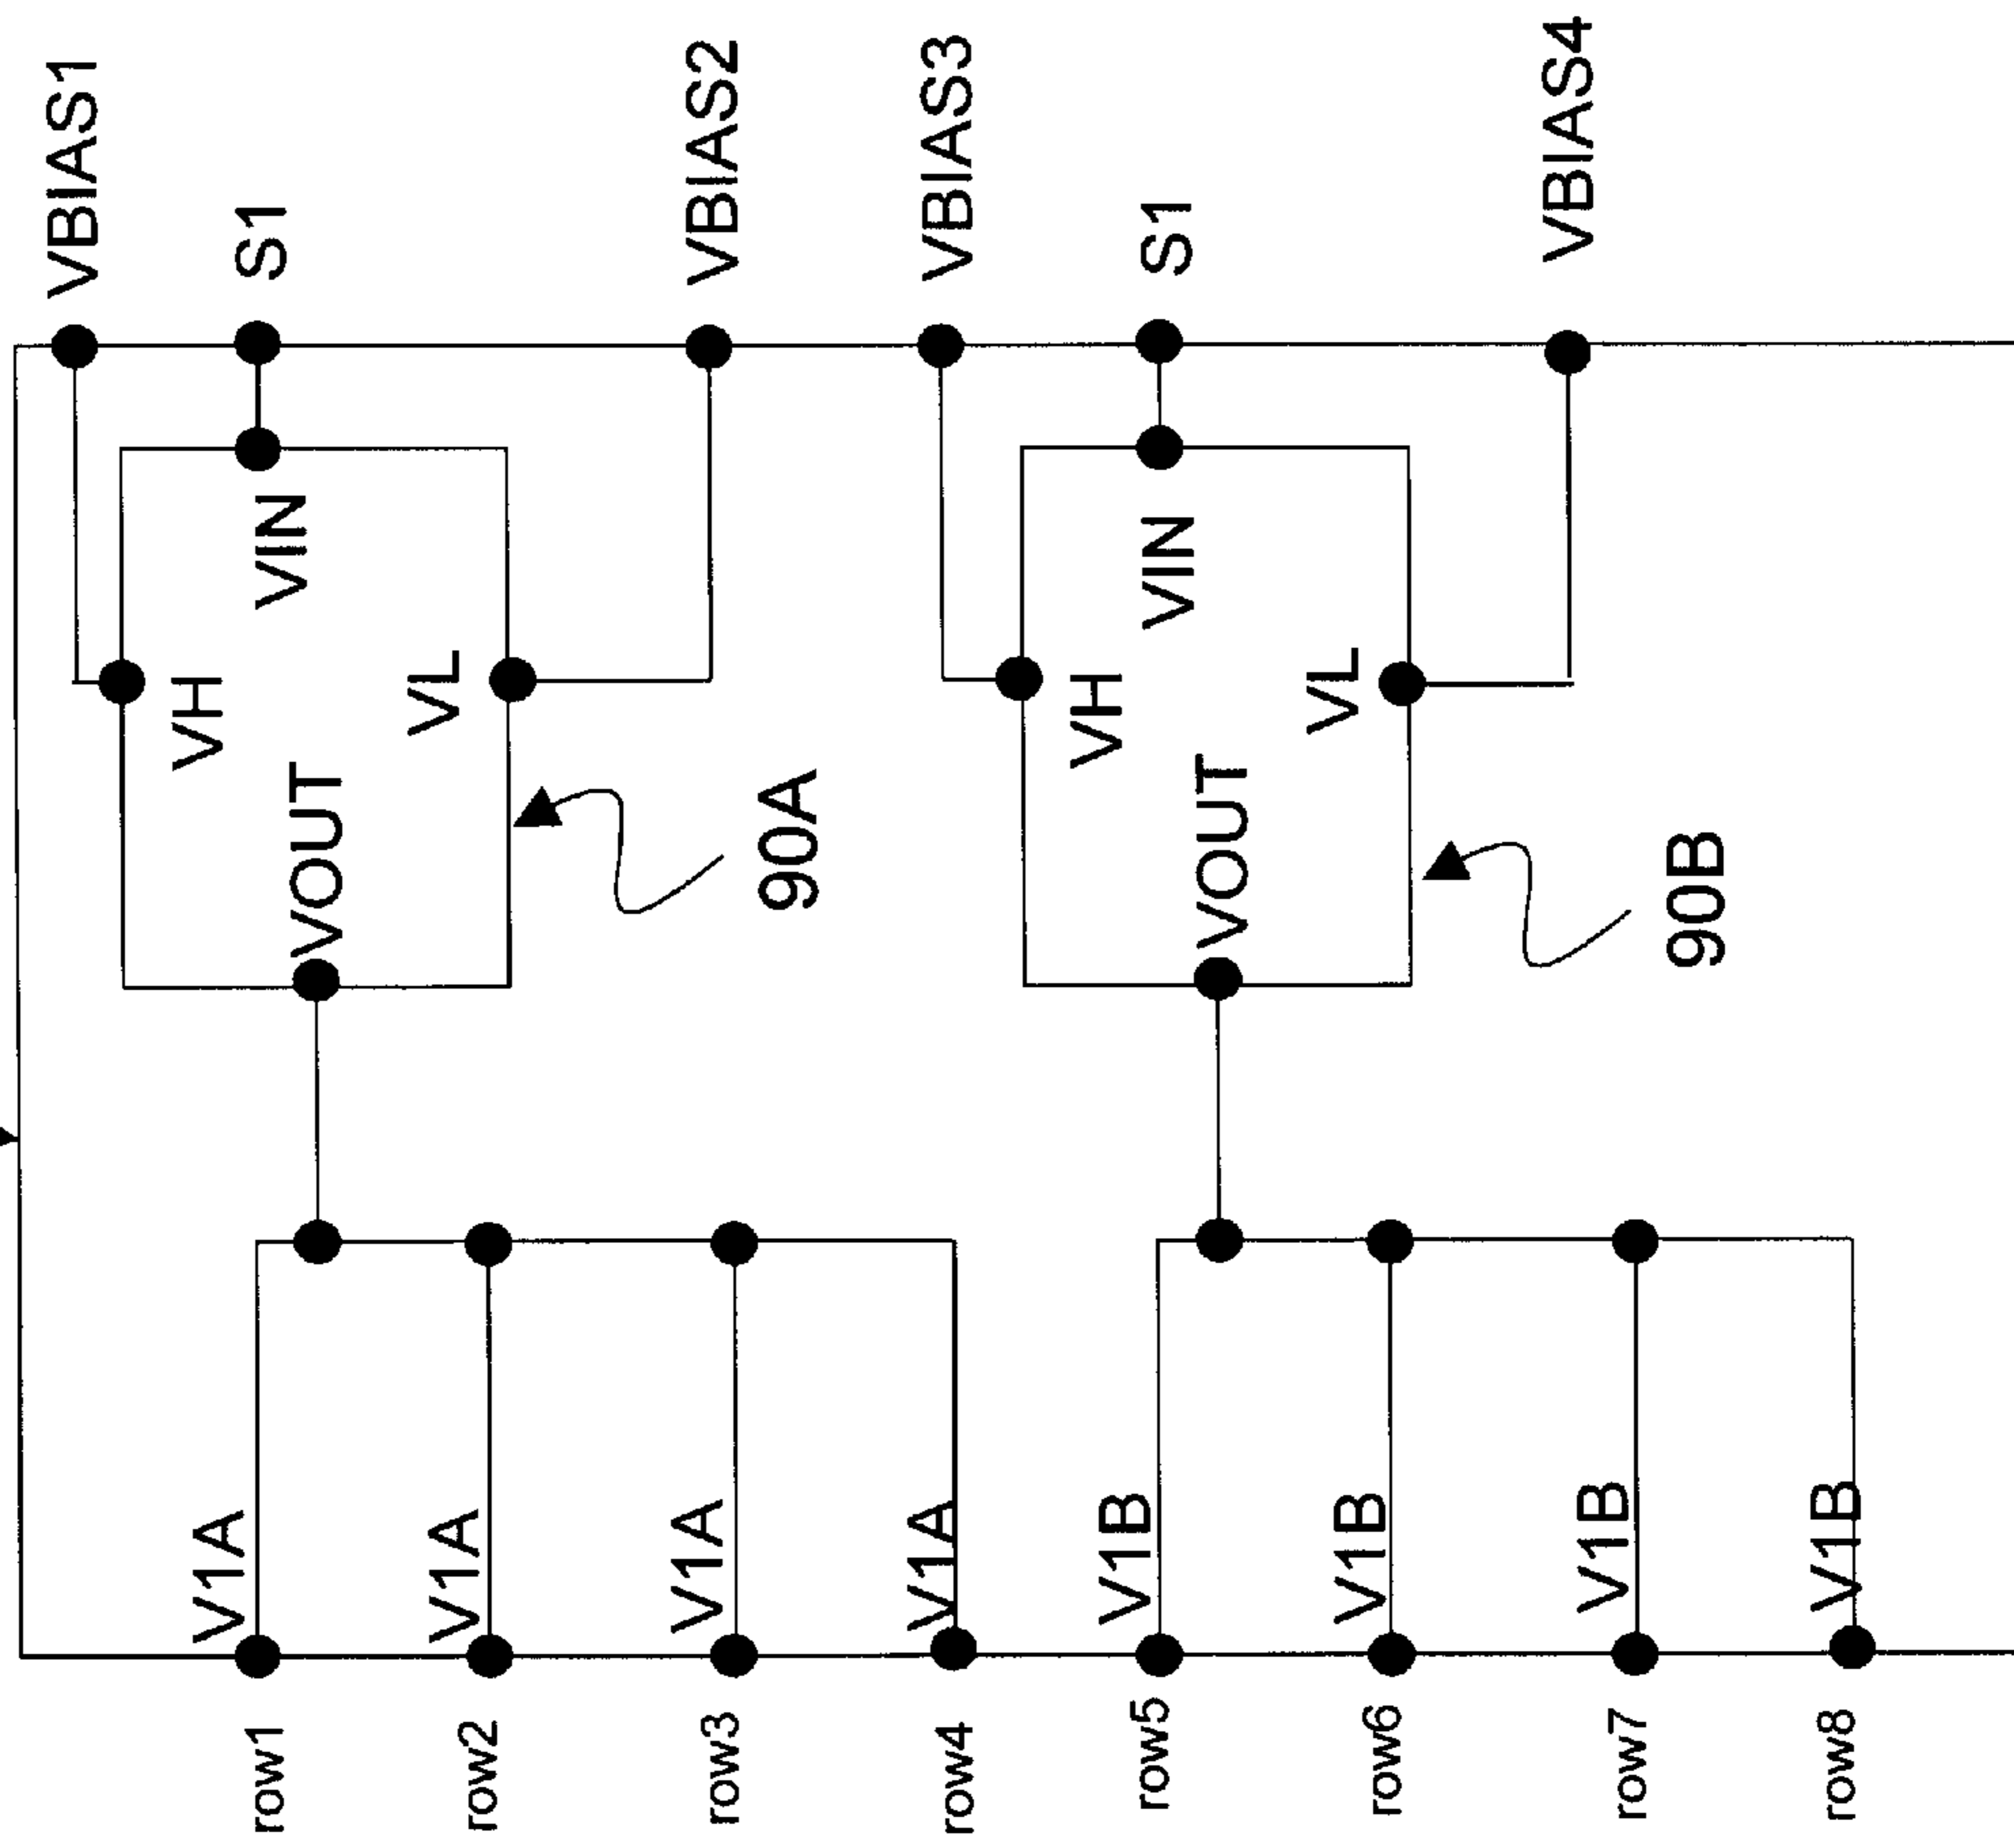 VBIAS1
S1
VBIAS2
VBIAS3
S1
VBIAS4
VIN
VH
VL
VOUT
90A
VIN
VH
VL
VOUT
90B
V1A
V1A
V1A
V1A
V1B
V1B
V1B
V1B
row1
row2
row3
row4
row5
row6
row7
row8